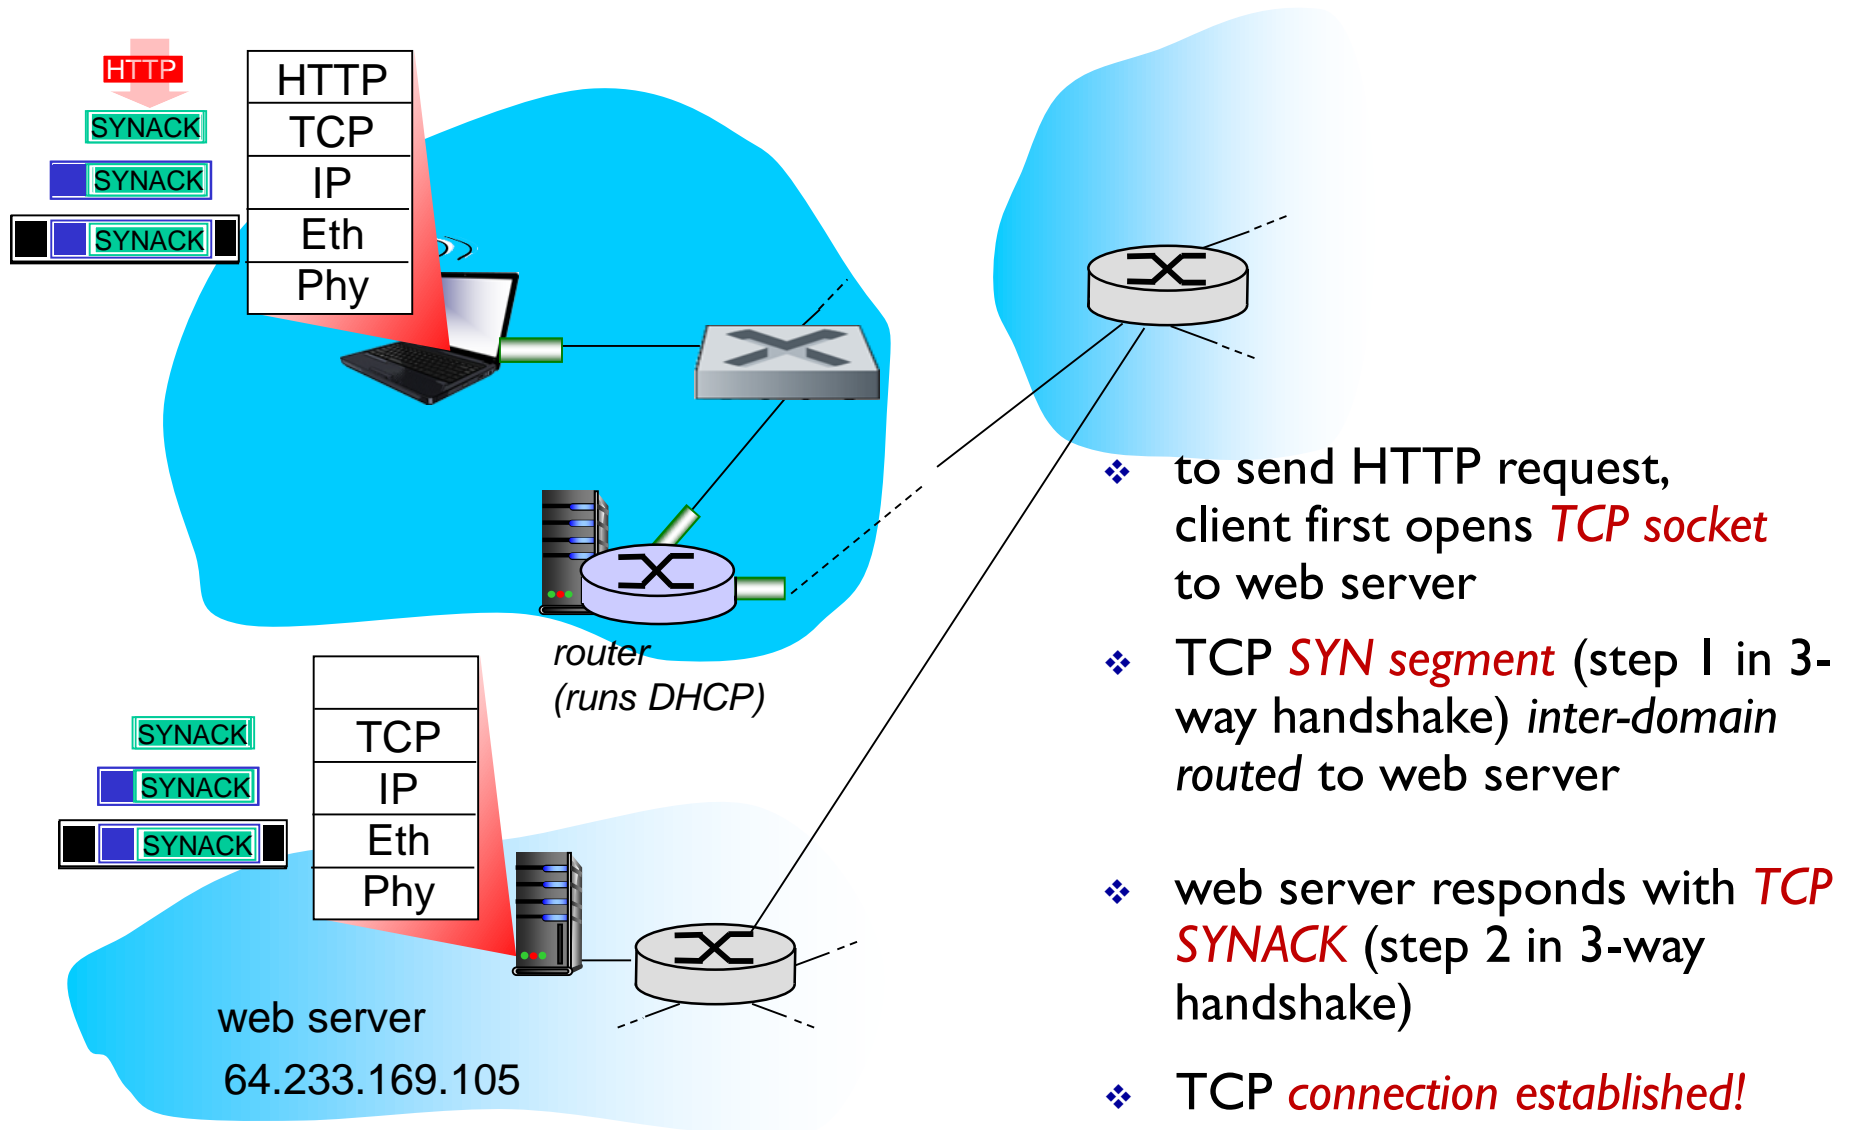 HTTP
SYNACK
SYNACK
SYNACK
HTTP
TCP
IP
Eth
Phy
router
(runs DHCP)
SYNACK
SYNACK
SYNACK
TCP
IP
Eth
Phy
web server
64.233.169.105
❖ to send HTTP request,
client first opens TCP socket
to web server
❖ TCP SYN segment (step 1 in 3-
way handshake) inter-domain
routed to web server
❖ web server responds with TCP
SYNACK (step 2 in 3-way
handshake)
❖ TCP connection established!